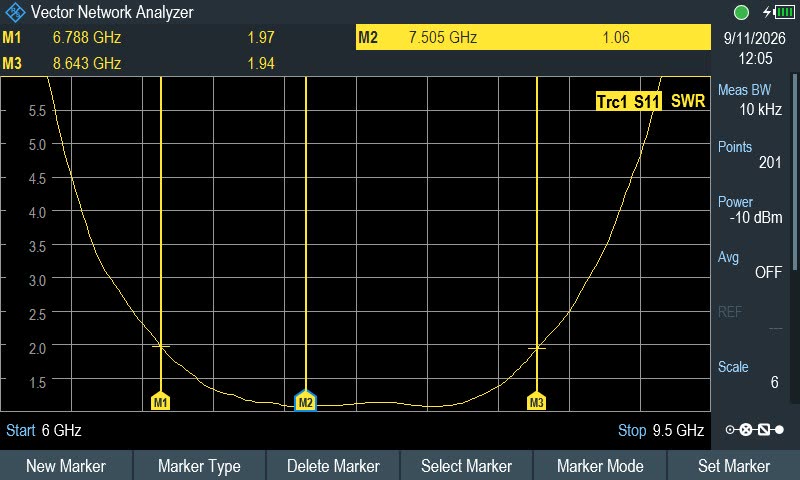 Vector Network Analyzer
M1 6.788 GHz 1.97 M2 7.505 GHz 1.06
M3 8.643 GHz 1.94
9/11/2026
12:05
Trc1 S11 SWR
5.5
5.0
4.5
4.0
3.5
3.0
2.5
2.0
1.5
M1
M2
M3
Start 6 GHz
Stop 9.5 GHz
Meas BW
10 kHz
Points
201
Power
-10 dBm
Avg
OFF
REF
---
Scale
6
New Marker
Marker Type
Delete Marker
Select Marker
Marker Mode
Set Marker